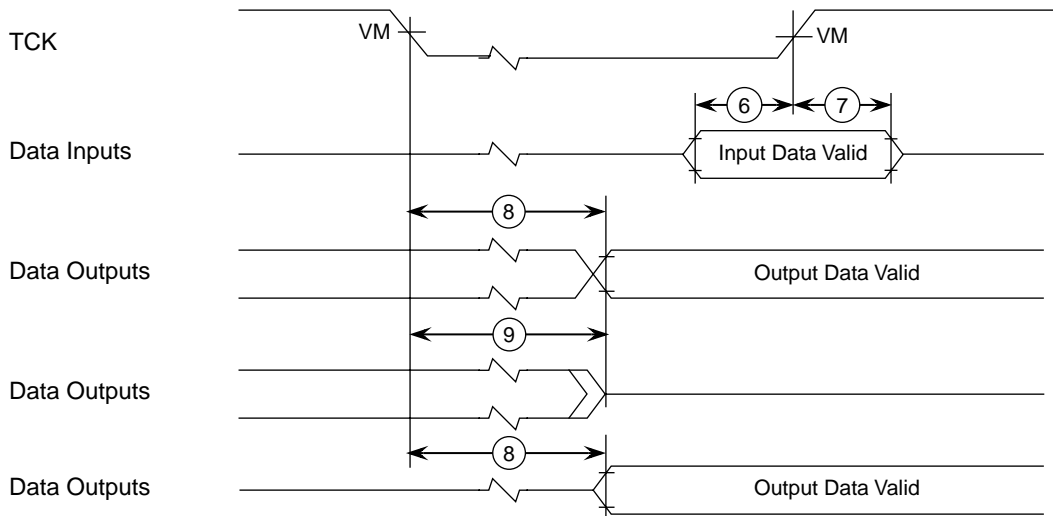 TCK
VM
VM
6
7
Data Inputs
Input Data Valid
8
Data Outputs
Output Data Valid
9
Data Outputs
8
Data Outputs
Output Data Valid